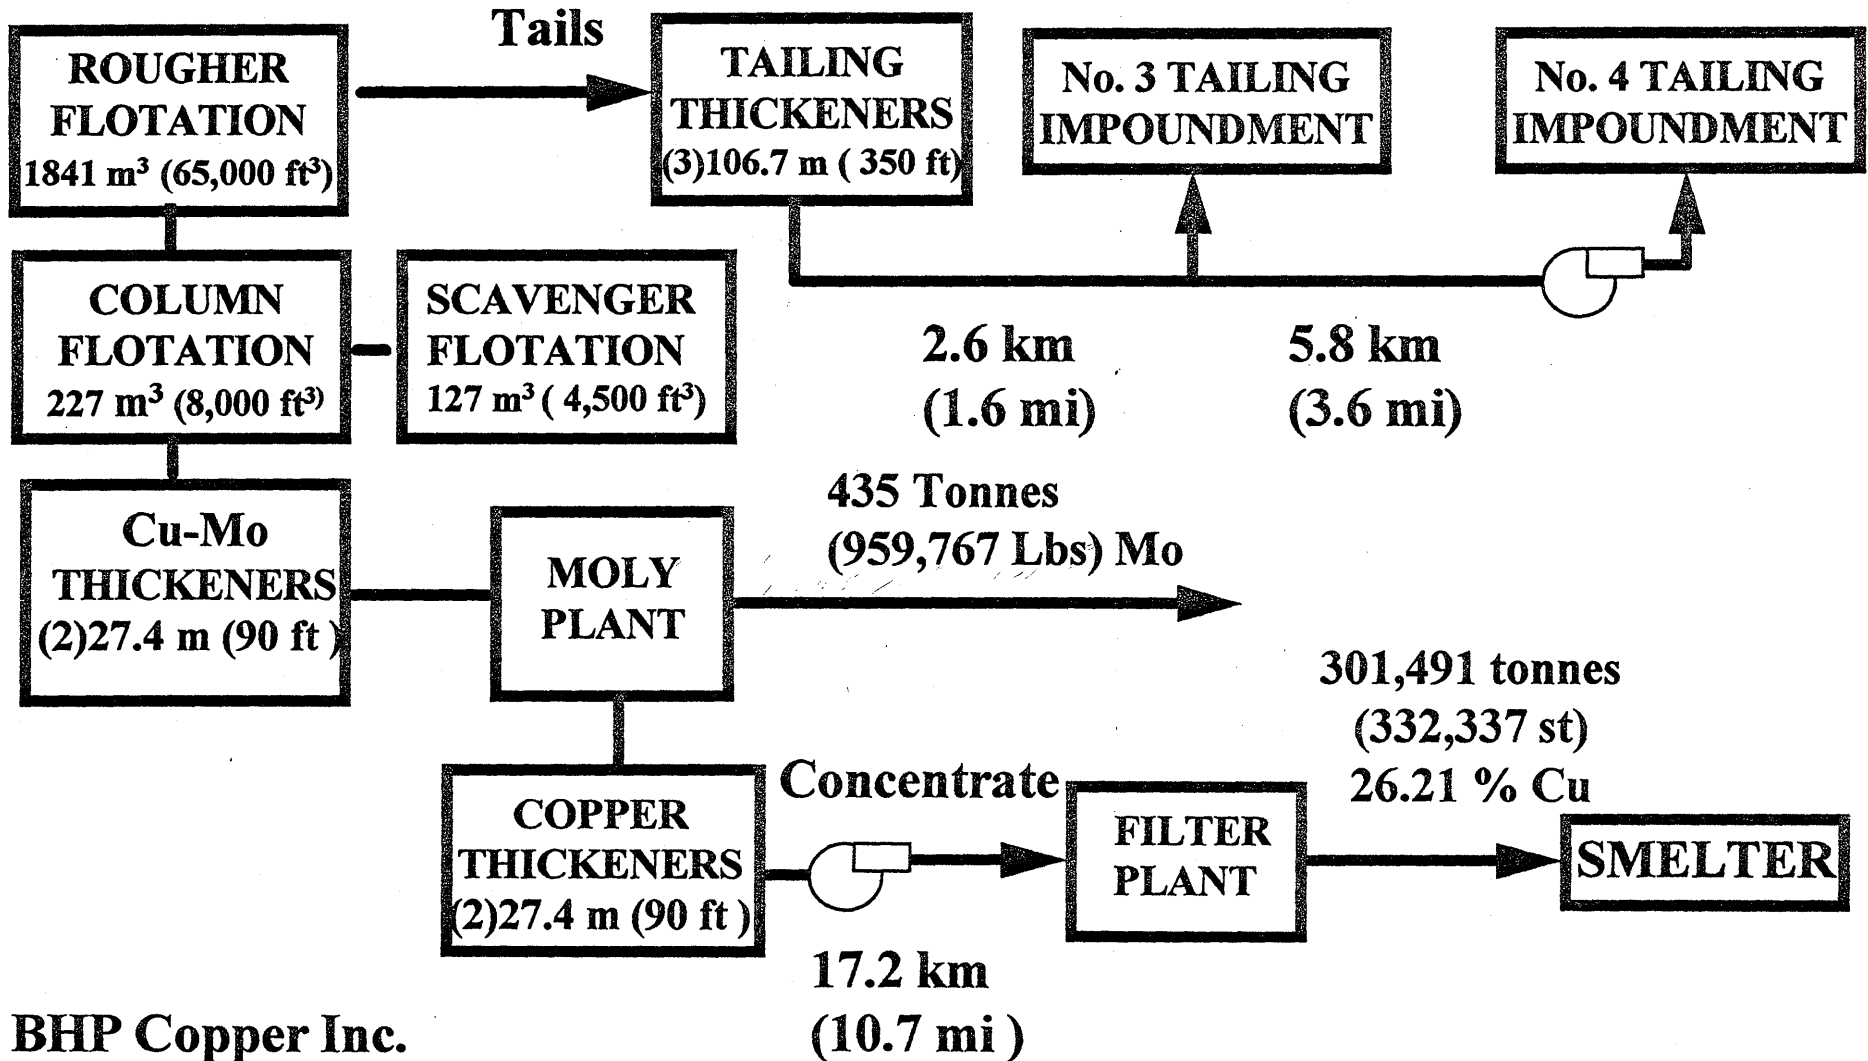 Tails
ROUGHER
FLOTATION
1841 m³ (65,000 ft³)
TAILING
THICKENERS
(3)106.7 m ( 350 ft)
No. 3 TAILING
IMPOUNDMENT
No. 4 TAILING
IMPOUNDMENT
COLUMN
FLOTATION
227 m³ (8,000 ft³)
SCAVENGER
FLOTATION
127 m³ ( 4,500 ft³)
2.6 km
(1.6 mi)
5.8 km
(3.6 mi)
Cu-Mo
THICKENERS
(2)27.4 m (90 ft )
MOLY
PLANT
435 Tonnes
(959,767 Lbs) Mo
301,491 tonnes
(332,337 st)
26.21 % Cu
COPPER
THICKENERS
(2)27.4 m (90 ft )
Concentrate
FILTER
PLANT
SMELTER
17.2 km
(10.7 mi )
BHP Copper Inc.